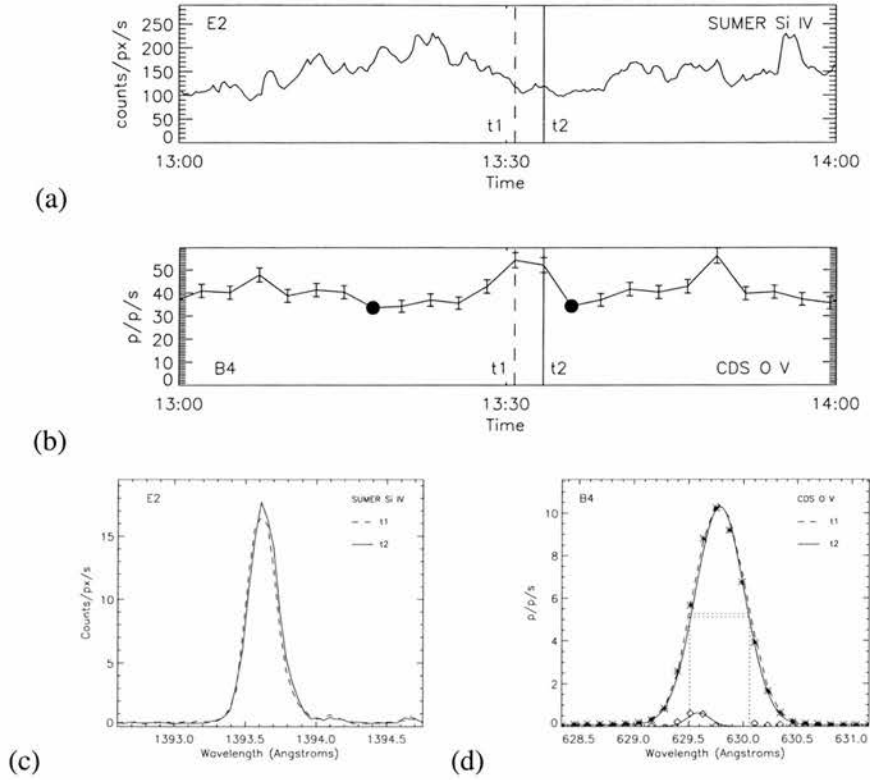 E2 SUMER Si IV
counts/px/s
250
200
150
100
50
0
t1 t2
13:00 13:30 14:00
Time
(a)
p/p/s
50
40
30
20
10
0
B4 t1 t2 CDS O V
13:00 13:30 14:00
Time
(b)
E2 SUMER Si IV
t1
t2
Counts/px/s
15
10
5
0
1393.0 1393.5 1394.0 1394.5
Wavelength (Angstroms)
(c)
B4 CDS O V
t1
t2
p/p/s
10
8
6
4
2
0
628.5 629.0 629.5 630.0 630.5 631.0
Wavelength (Angstroms)
(d)